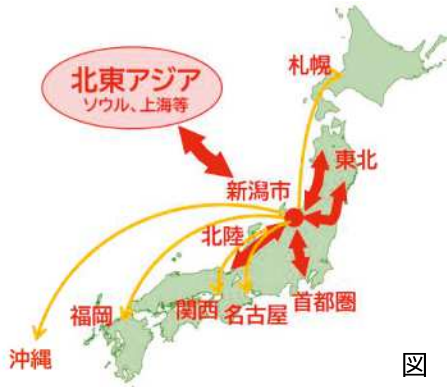 札幌
北東アジア
ソウル、上海等
東北
新潟市
北陸
首都圏
関西
名古屋
福岡
沖縄
図